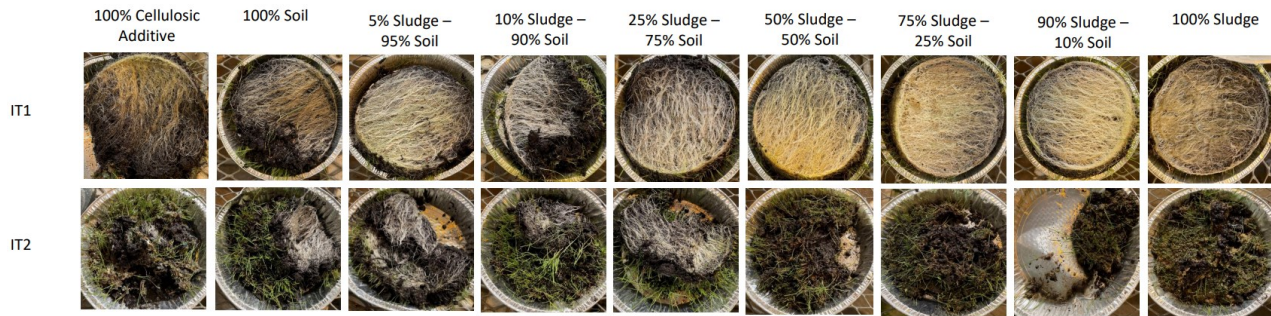 100% Cellulosic
Additive
100% Soil
5% Sludge –
95% Soil
10% Sludge –
90% Soil
25% Sludge –
75% Soil
50% Sludge –
50% Soil
75% Sludge –
25% Soil
90% Sludge –
10% Soil
100% Sludge
IT1
IT2